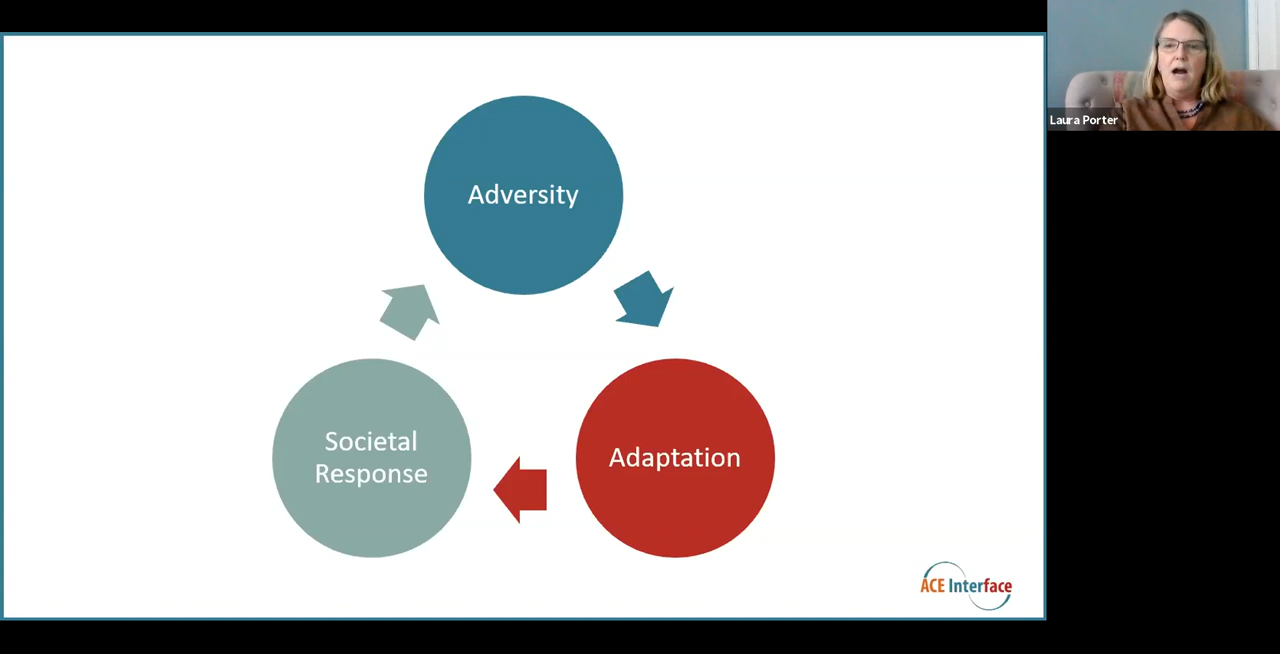 Adversity
Societal
Response
Adaptation
ACE Interface
Laura Porter